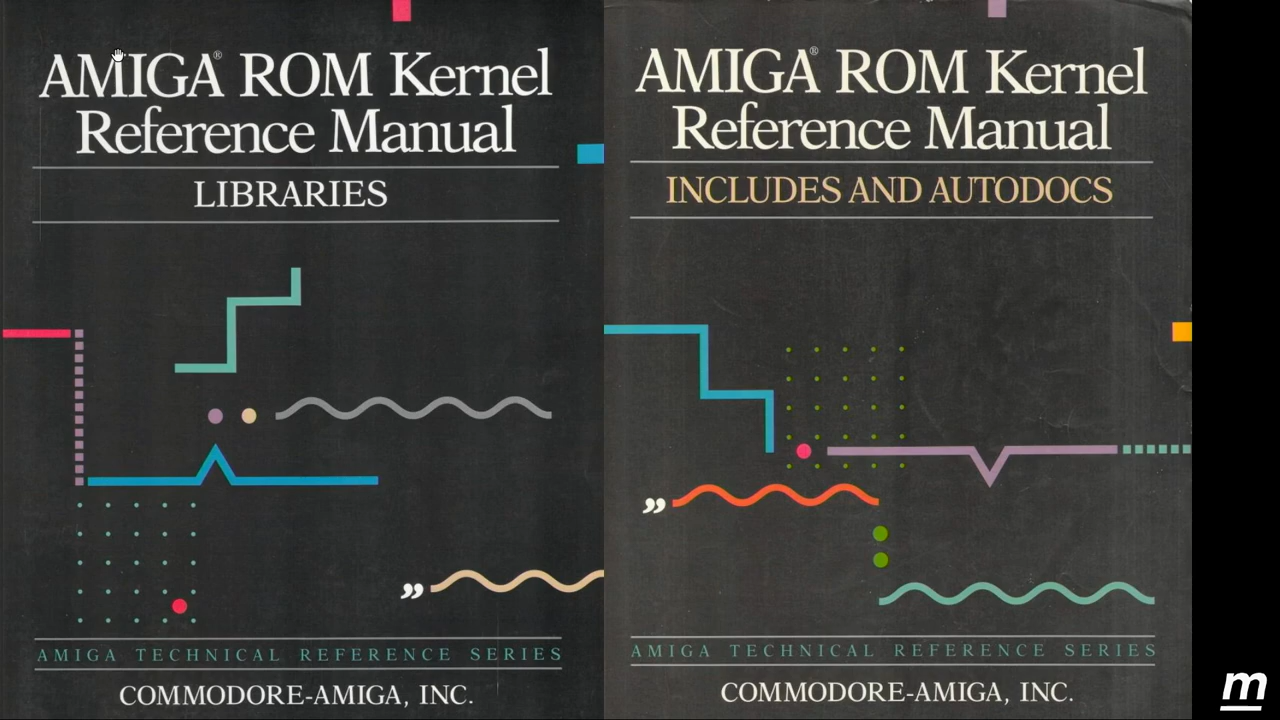 AMIGA® ROM Kernel
Reference Manual
LIBRARIES
”
AMIGA TECHNICAL REFERENCE SERIES
COMMODORE-AMIGA, INC.
AMIGA® ROM Kernel
Reference Manual
INCLUDES AND AUTODOCS
”
AMIGA TECHNICAL REFERENCE SERIES
COMMODORE-AMIGA, INC.
m